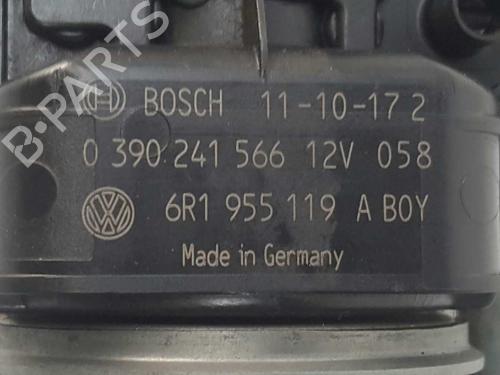 B-PARTS
BOSCH 11-10-17 2
0 390 241 566 12V 058
6R1 955 119 A B0Y
Made in Germany